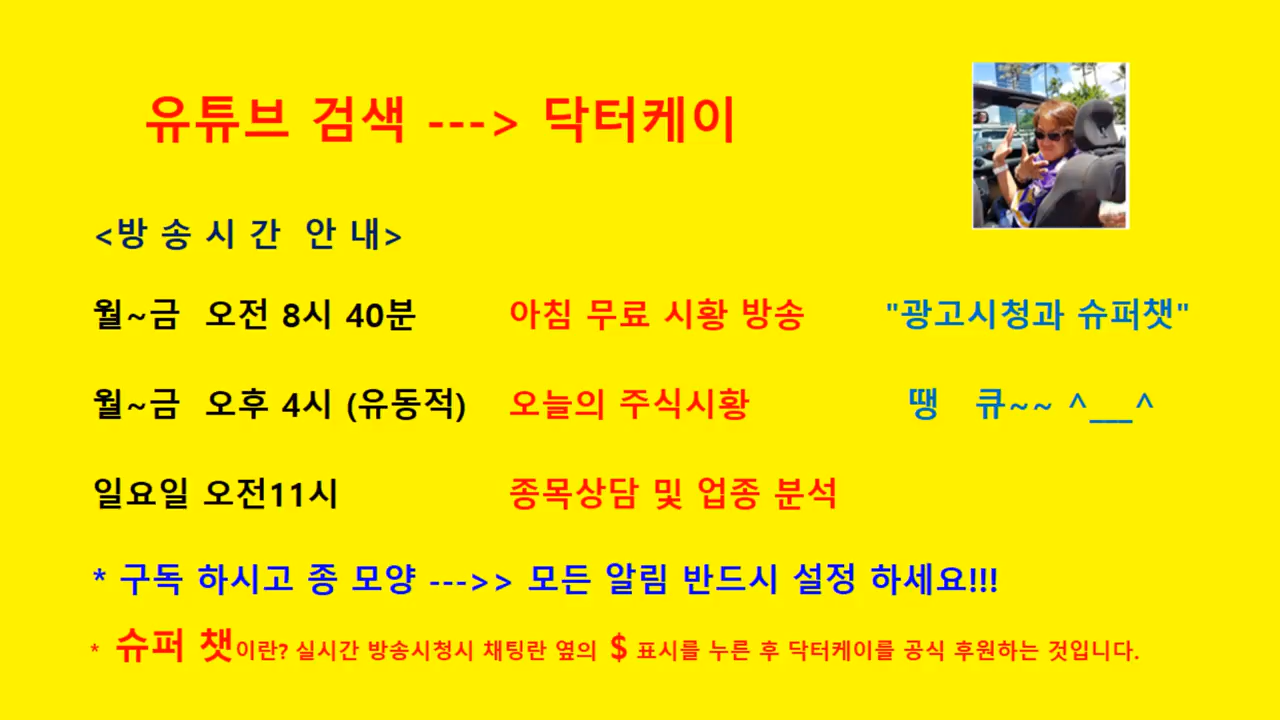 유튜브 검색 ---> 닥터케이
<방 송 시 간 안 내>
월~금 오전 8시 40분 아침 무료 시황 방송 "광고시청과 슈퍼챗"
월~금 오후 4시 (유동적) 오늘의 주식시황 땡 큐~~ ^___^
일요일 오전11시 종목상담 및 업종 분석
* 구독 하시고 종 모양 --->> 모든 알림 반드시 설정 하세요!!!
* 슈퍼 챗이란? 실시간 방송시청시 채팅란 옆의 $ 표시를 누른 후 닥터케이를 공식 후원하는 것입니다.